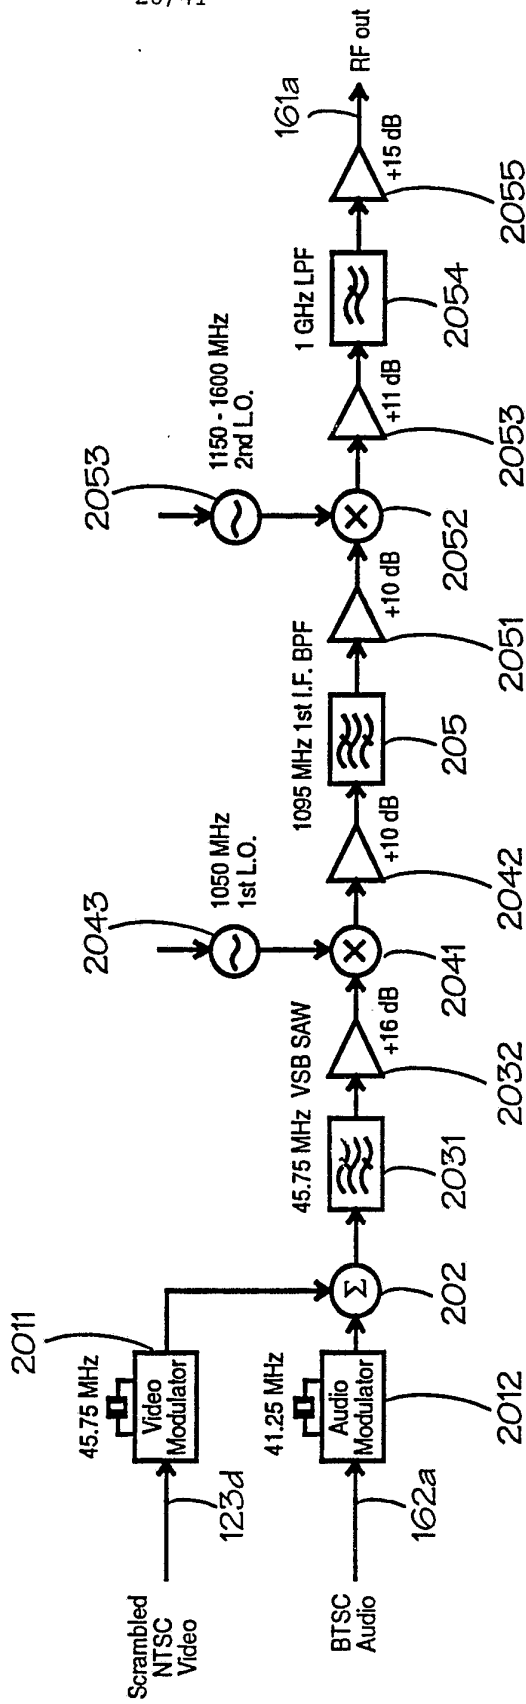 Scrambled
NTSC
Video
123d
45.75 MHz
2011
Video
Modulator
BTSC
Audio
162a
41.25 MHz
Audio
Modulator
2012
Σ
202
45.75 MHz VSB SAW
2031
+16 dB
2032
1050 MHz
1st L.O.
2043
2041
+10 dB
2042
1095 MHz 1st I.F. BPF
205
+10 dB
2051
1150 - 1600 MHz
2nd L.O.
2053
2052
+11 dB
2053
1 GHz LPF
2054
+15 dB
2055
161a
RF out